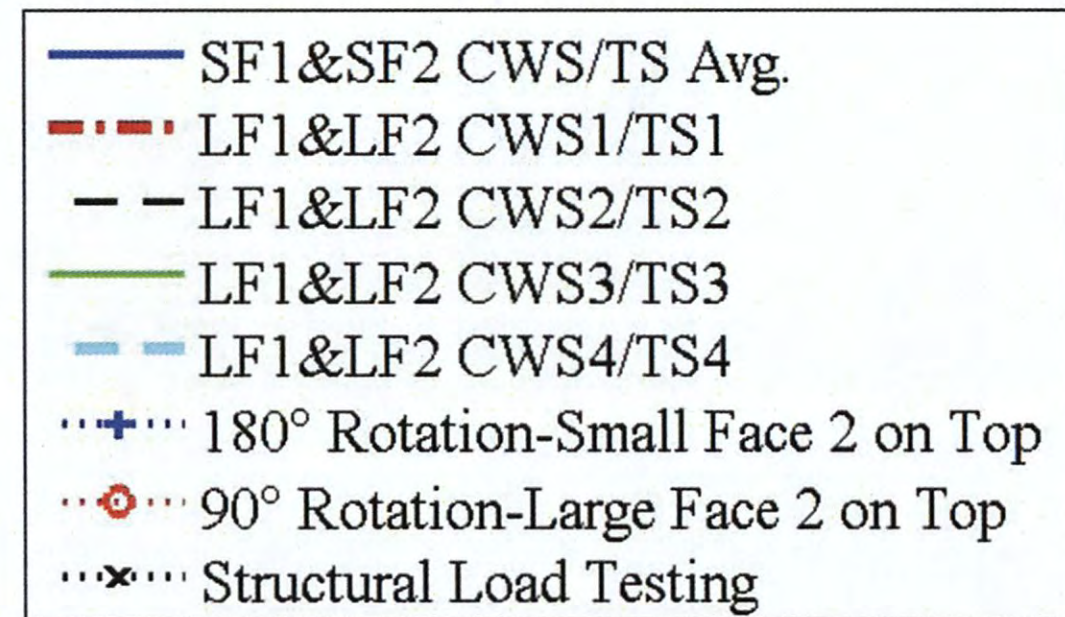 SF1&SF2 CWS/TS Avg.
LF1&LF2 CWS1/TS1
LF1&LF2 CWS2/TS2
LF1&LF2 CWS3/TS3
LF1&LF2 CWS4/TS4
180° Rotation-Small Face 2 on Top
90° Rotation-Large Face 2 on Top
Structural Load Testing